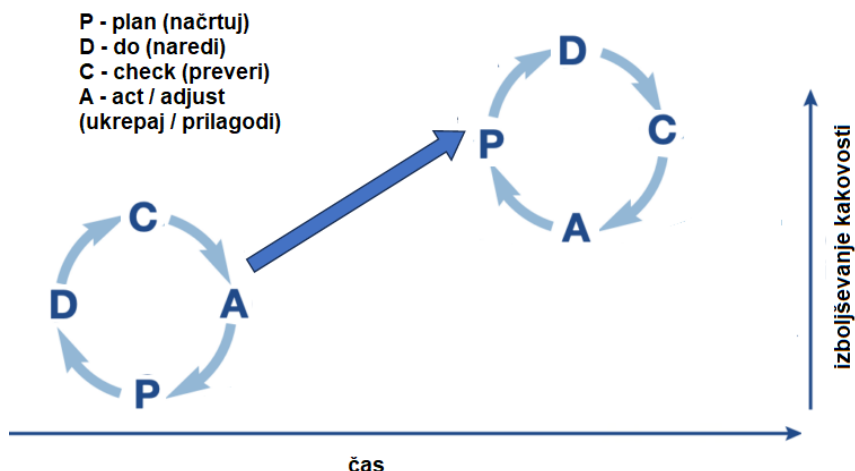 P - plan (načrtuj)
D - do (naredi)
C - check (preveri)
A - act / adjust
(ukrepaj / prilagodi)
D
P
C
A
C
D
A
P
izboljševanje kakovosti
čas